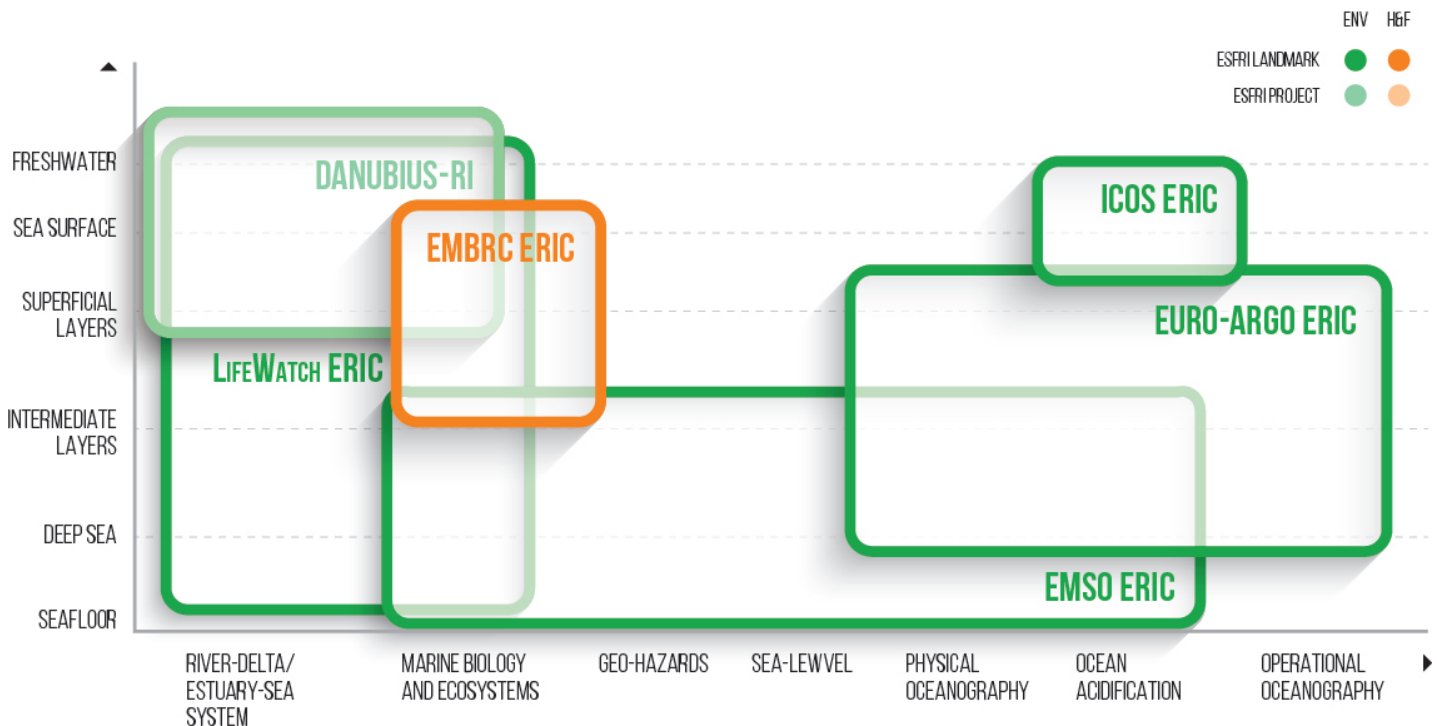 ENV H&F
ESFRI LANDMARK
ESFRI PROJECT
FRESHWATER
SEA SURFACE
SUPERFICIAL
LAYERS
INTERMEDIATE
LAYERS
DEEP SEA
SEAFLOOR
DANUBIUS-RI
EMBRC ERIC
LIFEWATCH ERIC
ICOS ERIC
EURO-ARGO ERIC
EMSO ERIC
RIVER-DELTA/
ESTUARY-SEA
SYSTEM
MARINE BIOLOGY
AND ECOSYSTEMS
GEO-HAZARDS
SEA-LEWVEL
PHYSICAL
OCEANOGRAPHY
OCEAN
ACIDIFICATION
OPERATIONAL
OCEANOGRAPHY